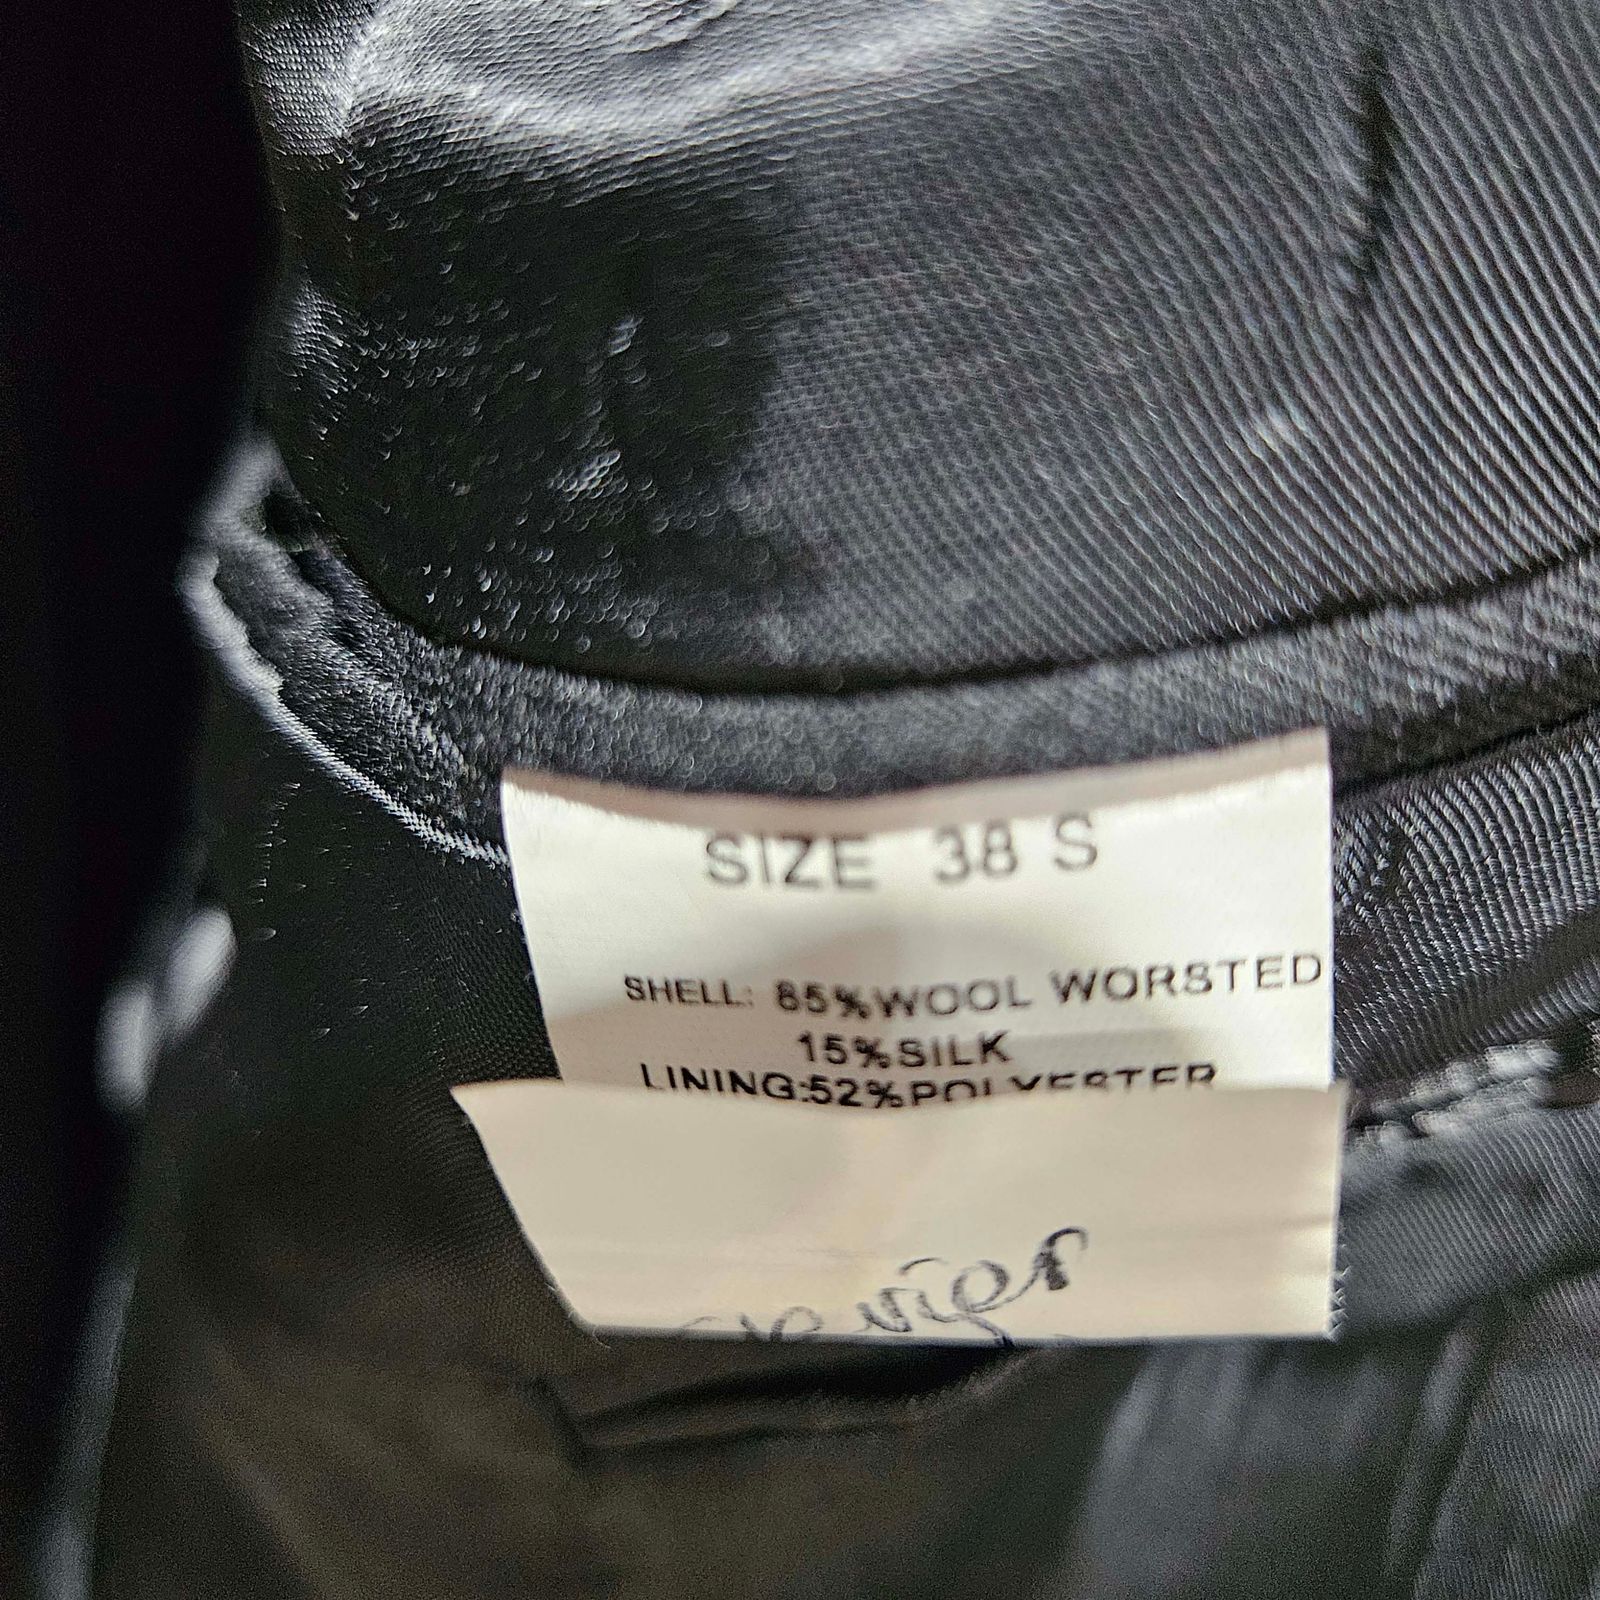 SIZE 38 S
SHELL: 85%WOOL WORSTED
15%SILK
LINING:52%POLYESTER